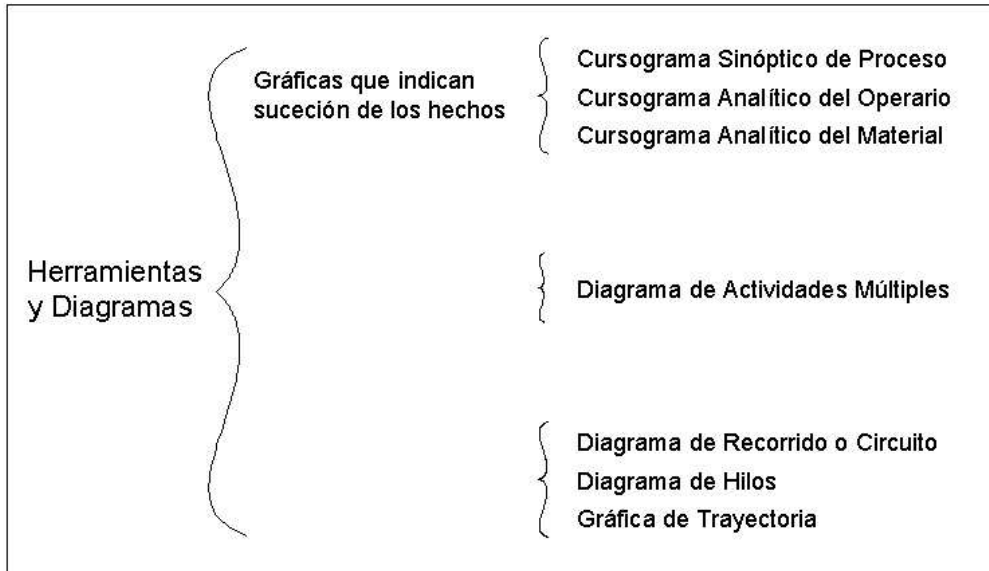 Herramientas
y Diagramas
Gráficas que indican
suceción de los hechos
Cursograma Sinóptico de Proceso
Cursograma Analítico del Operario
Cursograma Analítico del Material
Diagrama de Actividades Múltiples
Diagrama de Recorrido o Circuito
Diagrama de Hilos
Gráfica de Trayectoria